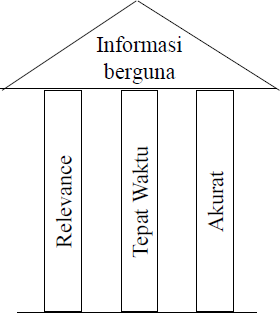 Informasi
berguna
Relevance
Tepat Waktu
Akurat